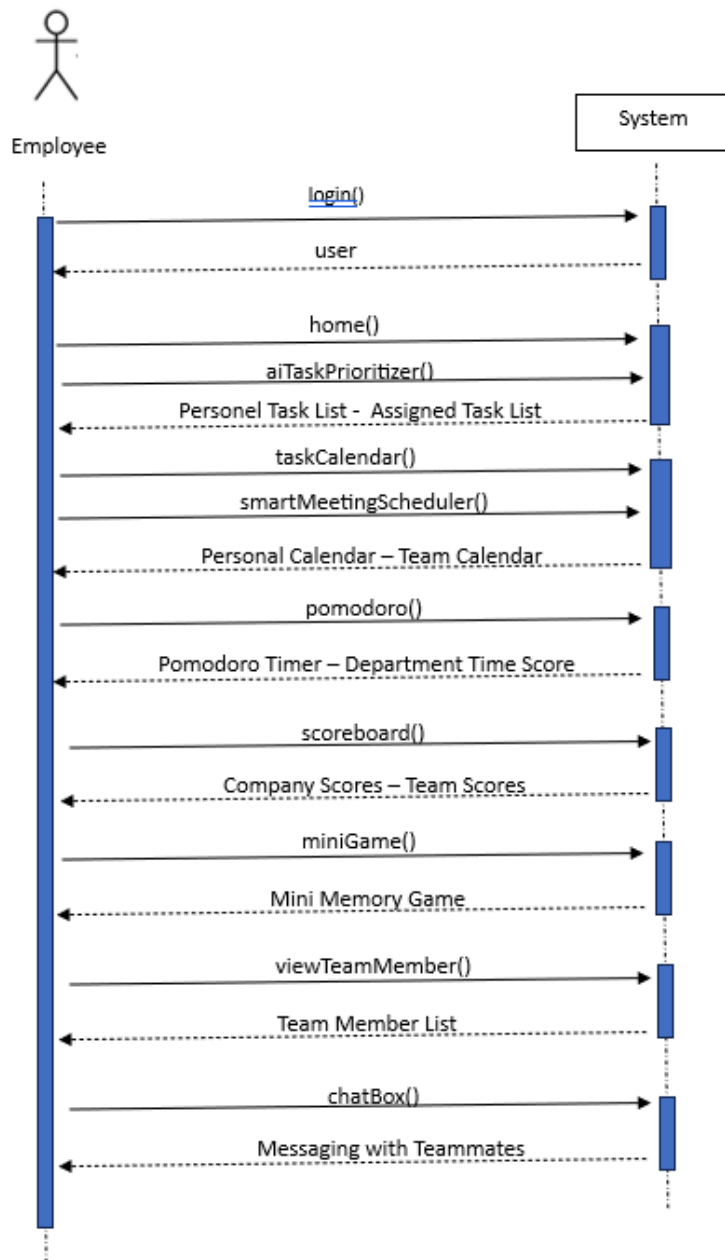 Employee
System
login()
user
home()
aiTaskPrioritizer()
Personel Task List - Assigned Task List
taskCalendar()
smartMeetingScheduler()
Personal Calendar – Team Calendar
pomodoro()
Pomodoro Timer – Department Time Score
scoreboard()
Company Scores – Team Scores
miniGame()
Mini Memory Game
viewTeamMember()
Team Member List
chatBox()
Messaging with Teammates